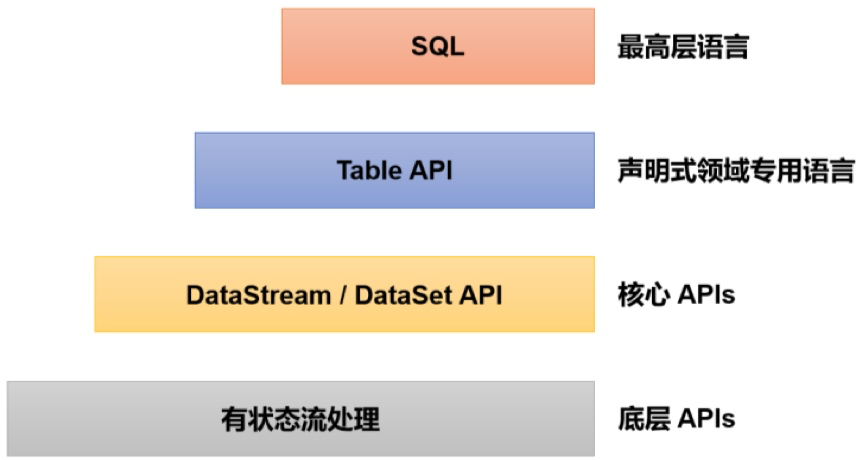 SQL 最高层语言
Table API 声明式领域专用语言
DataStream / DataSet API 核心 APIs
有状态流处理 底层 APIs